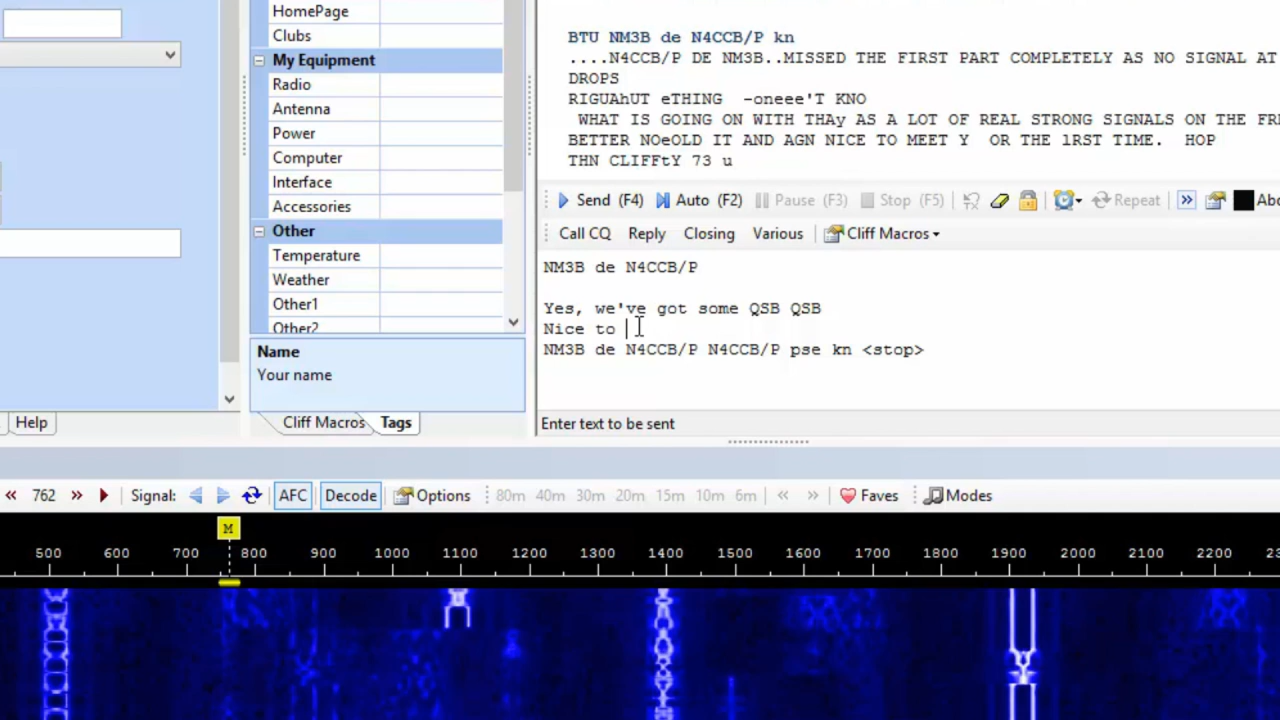 HomePage
Clubs
My Equipment
Radio
Antenna
Power
Computer
Interface
Accessories
Other
Temperature
Weather
Other1
Other2
Name
Your name
Help
Cliff Macros Tags
BTU NM3B de N4CCB/P kn
....N4CCB/P DE NM3B..MISSED THE FIRST PART COMPLETELY AS NO SIGNAL AT
DROPS
RIGUAhUT eTHING -oneee'T KNO
WHAT IS GOING ON WITH THAy AS A LOT OF REAL STRONG SIGNALS ON THE FR
BETTER NOeOLD IT AND AGN NICE TO MEET Y OR THE lRST TIME. HOP
THN CLIFFtY 73 u
Send (F4) Auto (F2) Pause (F3) Stop (F5) Repeat
Call CQ Reply Closing Various Cliff Macros
NM3B de N4CCB/P
Yes, we've got some QSB QSB
Nice to
NM3B de N4CCB/P N4CCB/P pse kn <stop>
Enter text to be sent
762 Signal: AFC Decode Options 80m 40m 30m 20m 15m 10m 6m Faves Modes
M
500 600 700 800 900 1000 1100 1200 1300 1400 1500 1600 1700 1800 1900 2000 2100 2200